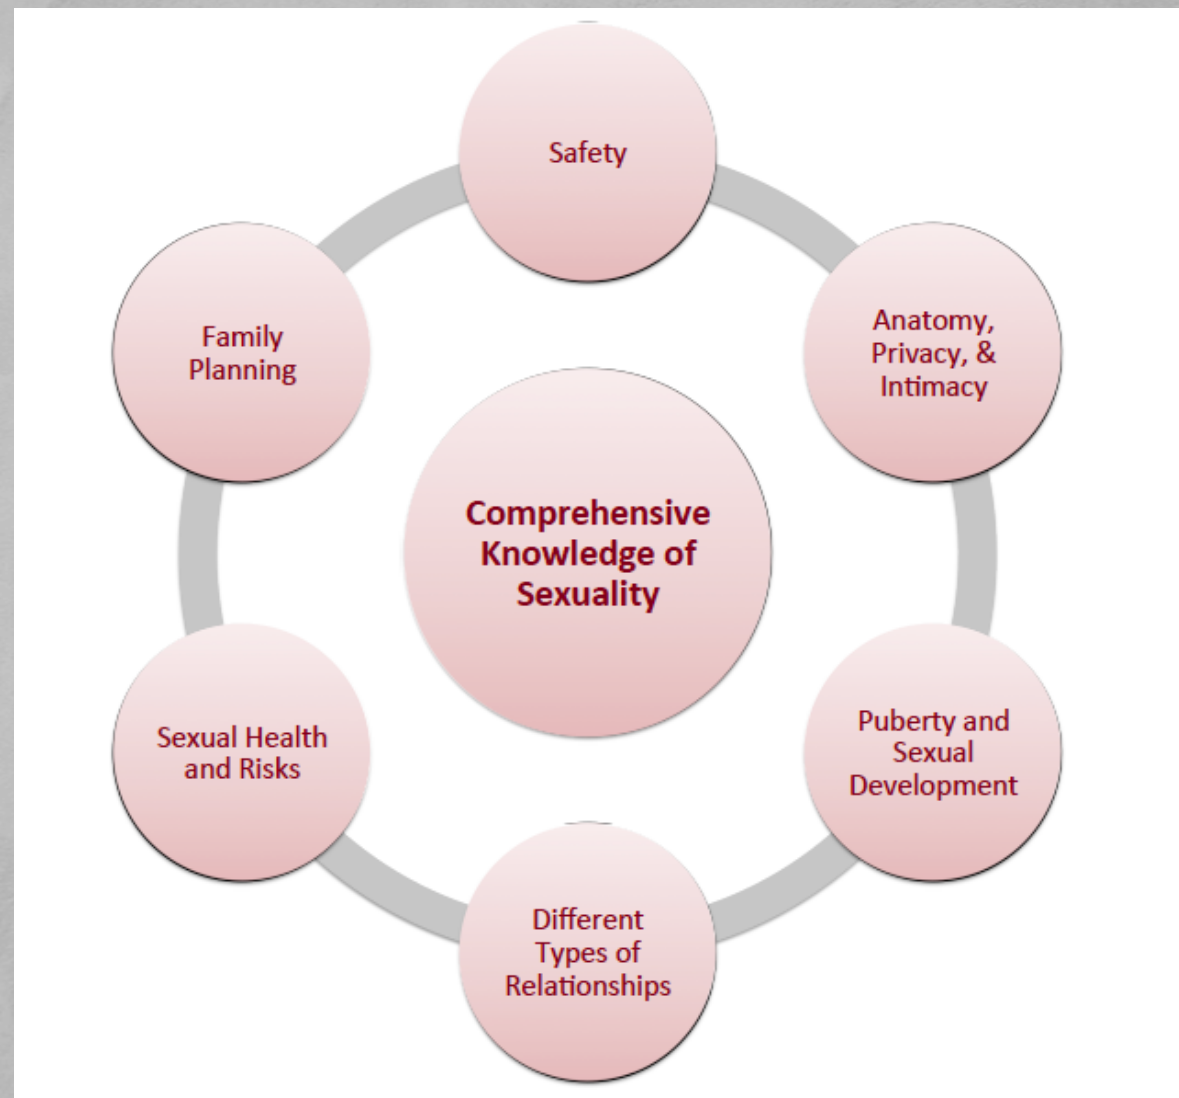 Safety
Anatomy,
Privacy, &
Intimacy
Puberty and
Sexual
Development
Different
Types of
Relationships
Sexual Health
and Risks
Family
Planning
Comprehensive
Knowledge of
Sexuality